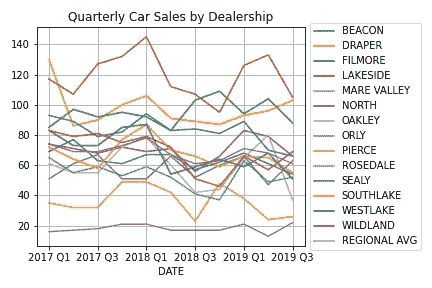 Quarterly Car Sales by Dealership
140
120
100
80
60
40
20
2017 Q1 2017 Q3 2018 Q1 2018 Q3 2019 Q1 2019 Q3
DATE
BEACON
DRAPER
FILMORE
LAKESIDE
MARE VALLEY
NORTH
OAKLEY
ORLY
PIERCE
ROSEDALE
SEALY
SOUTHLAKE
WESTLAKE
WILDLAND
REGIONAL AVG